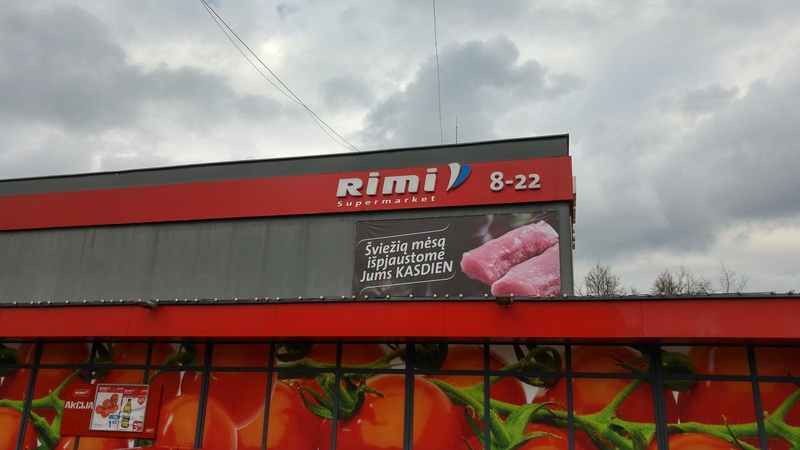 Rimi 8-22
Supermarket
Šviežią mėsą
išpjaustome
Jums KASDIEN
AKCIJA